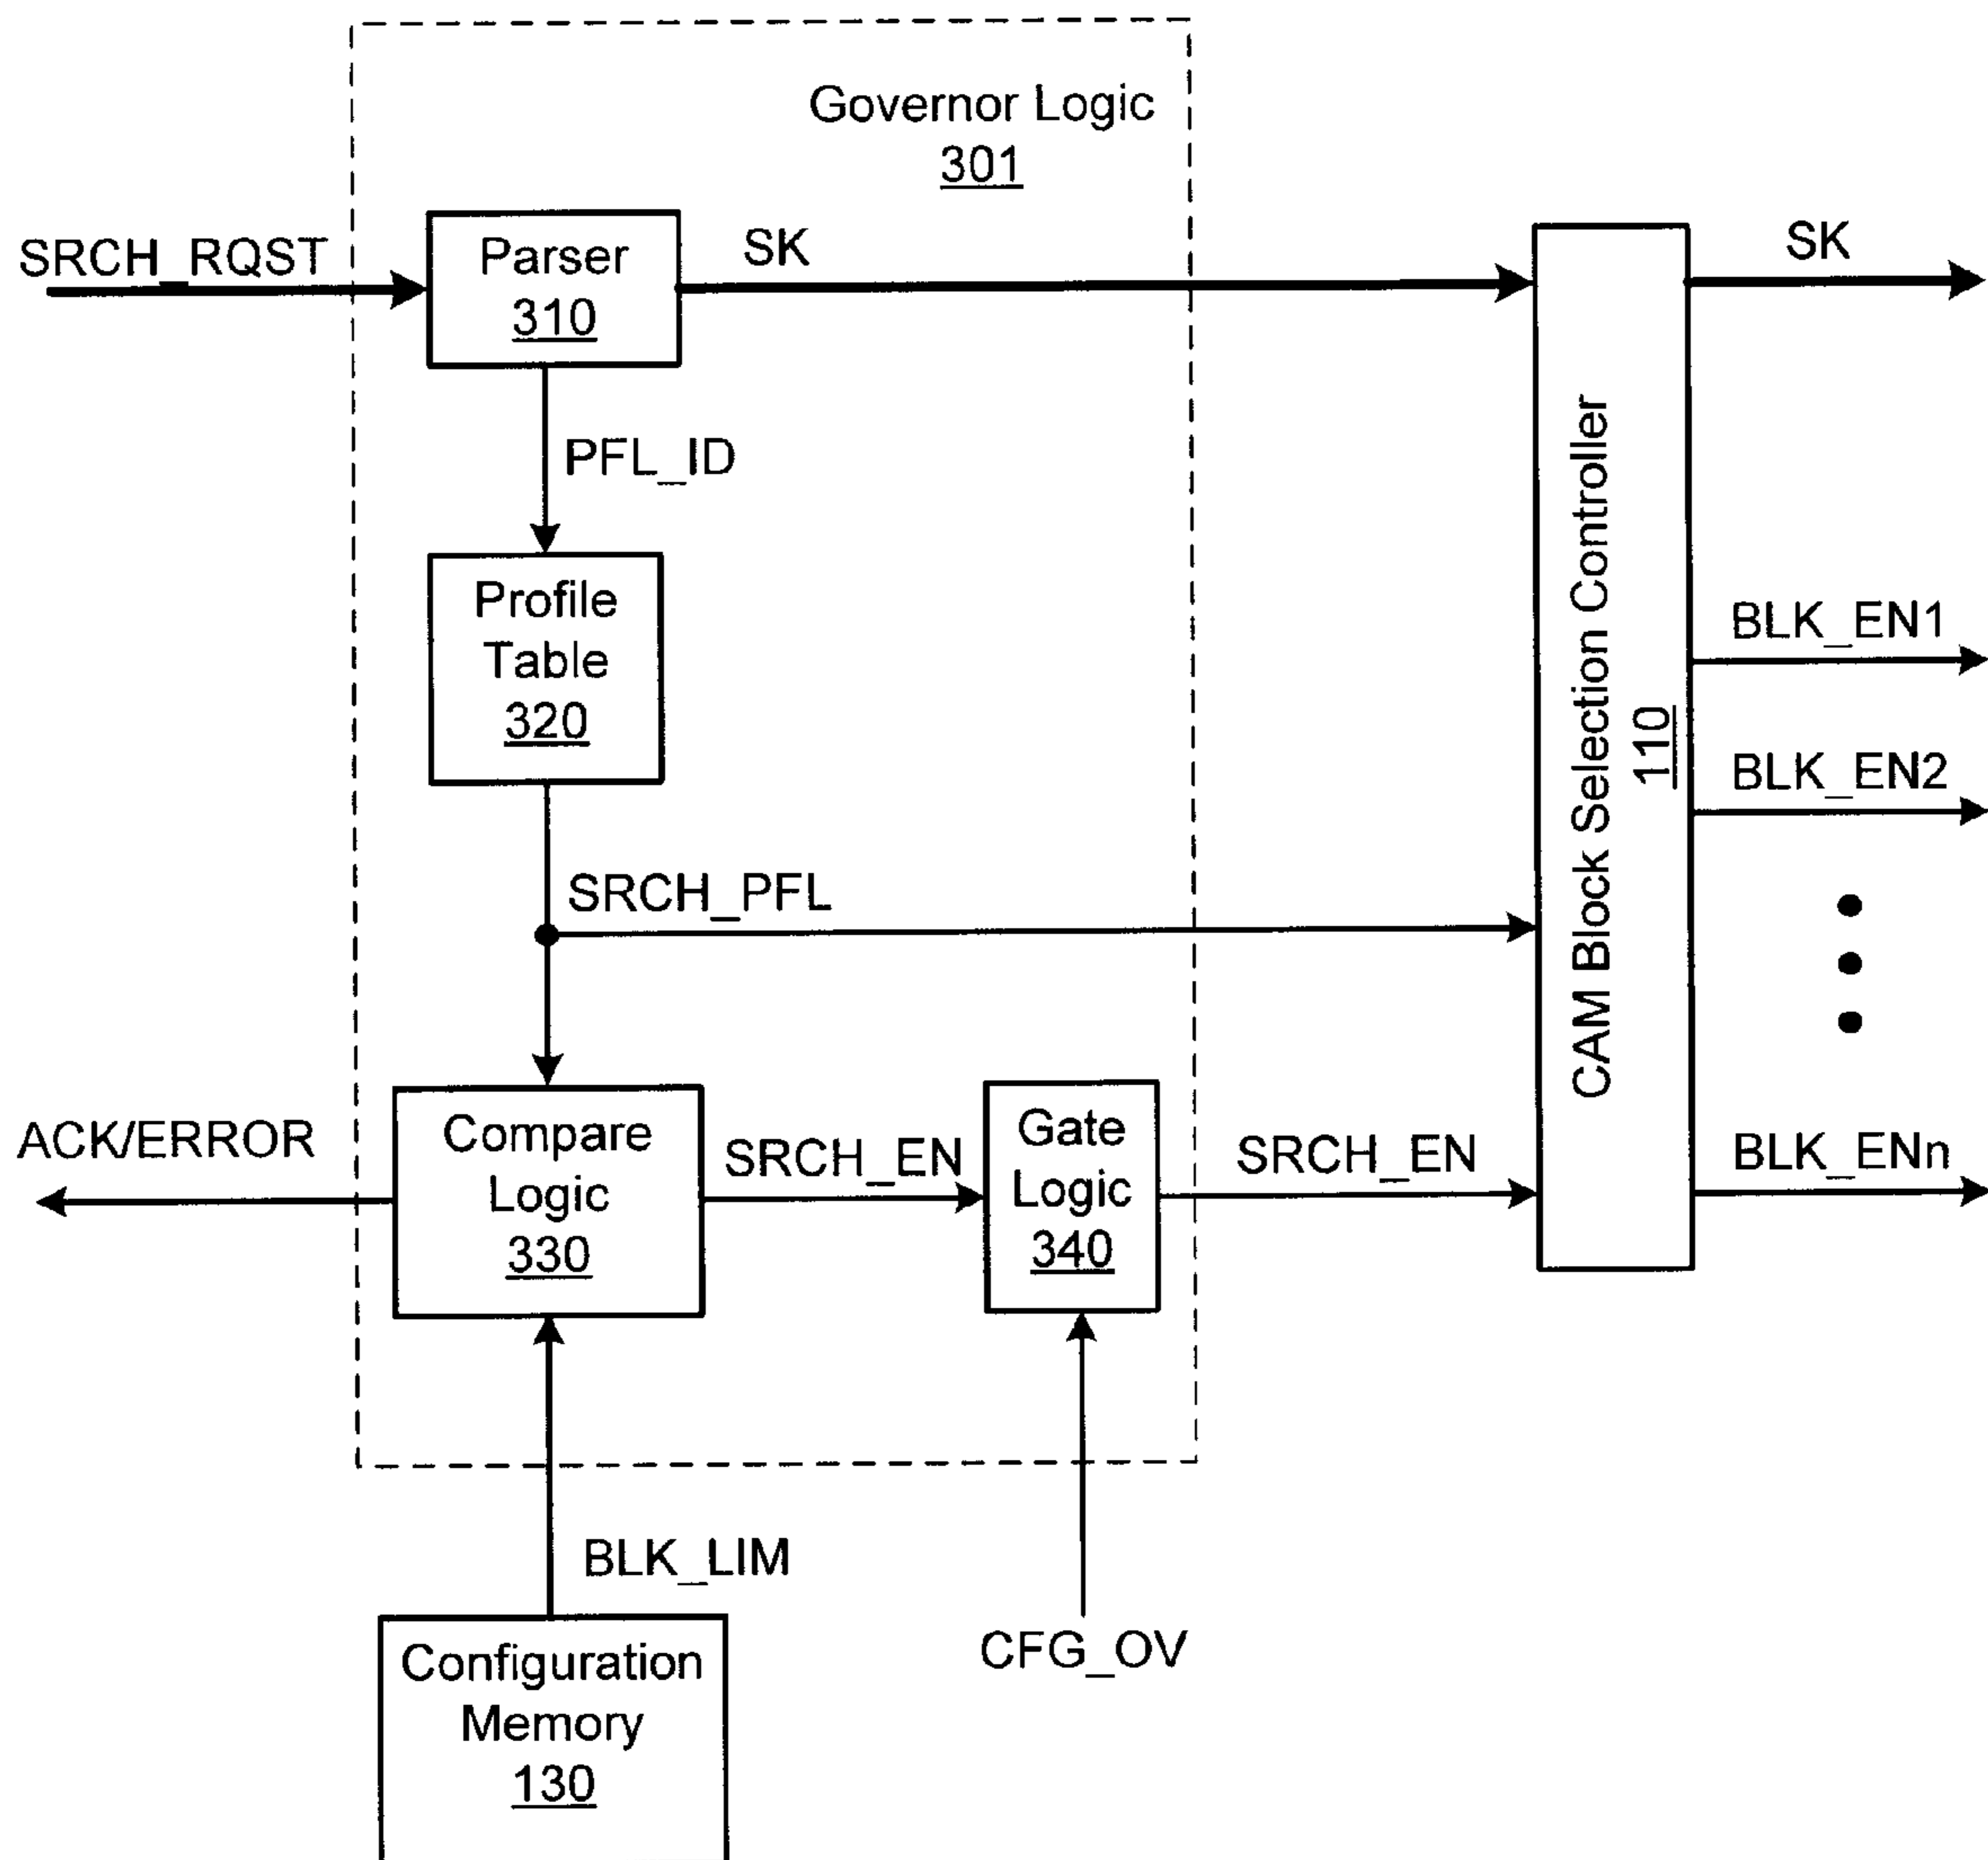 Governor Logic
301
SRCH_RQST
Parser
310
SK
SK
PFL_ID
Profile
Table
320
CAM Block Selection Controller
110
BLK_EN1
BLK_EN2
SRCH_PFL
ACK/ERROR
Compare
Logic
330
SRCH_EN
Gate
Logic
340
SRCH_EN
BLK_ENn
BLK_LIM
CFG_OV
Configuration
Memory
130